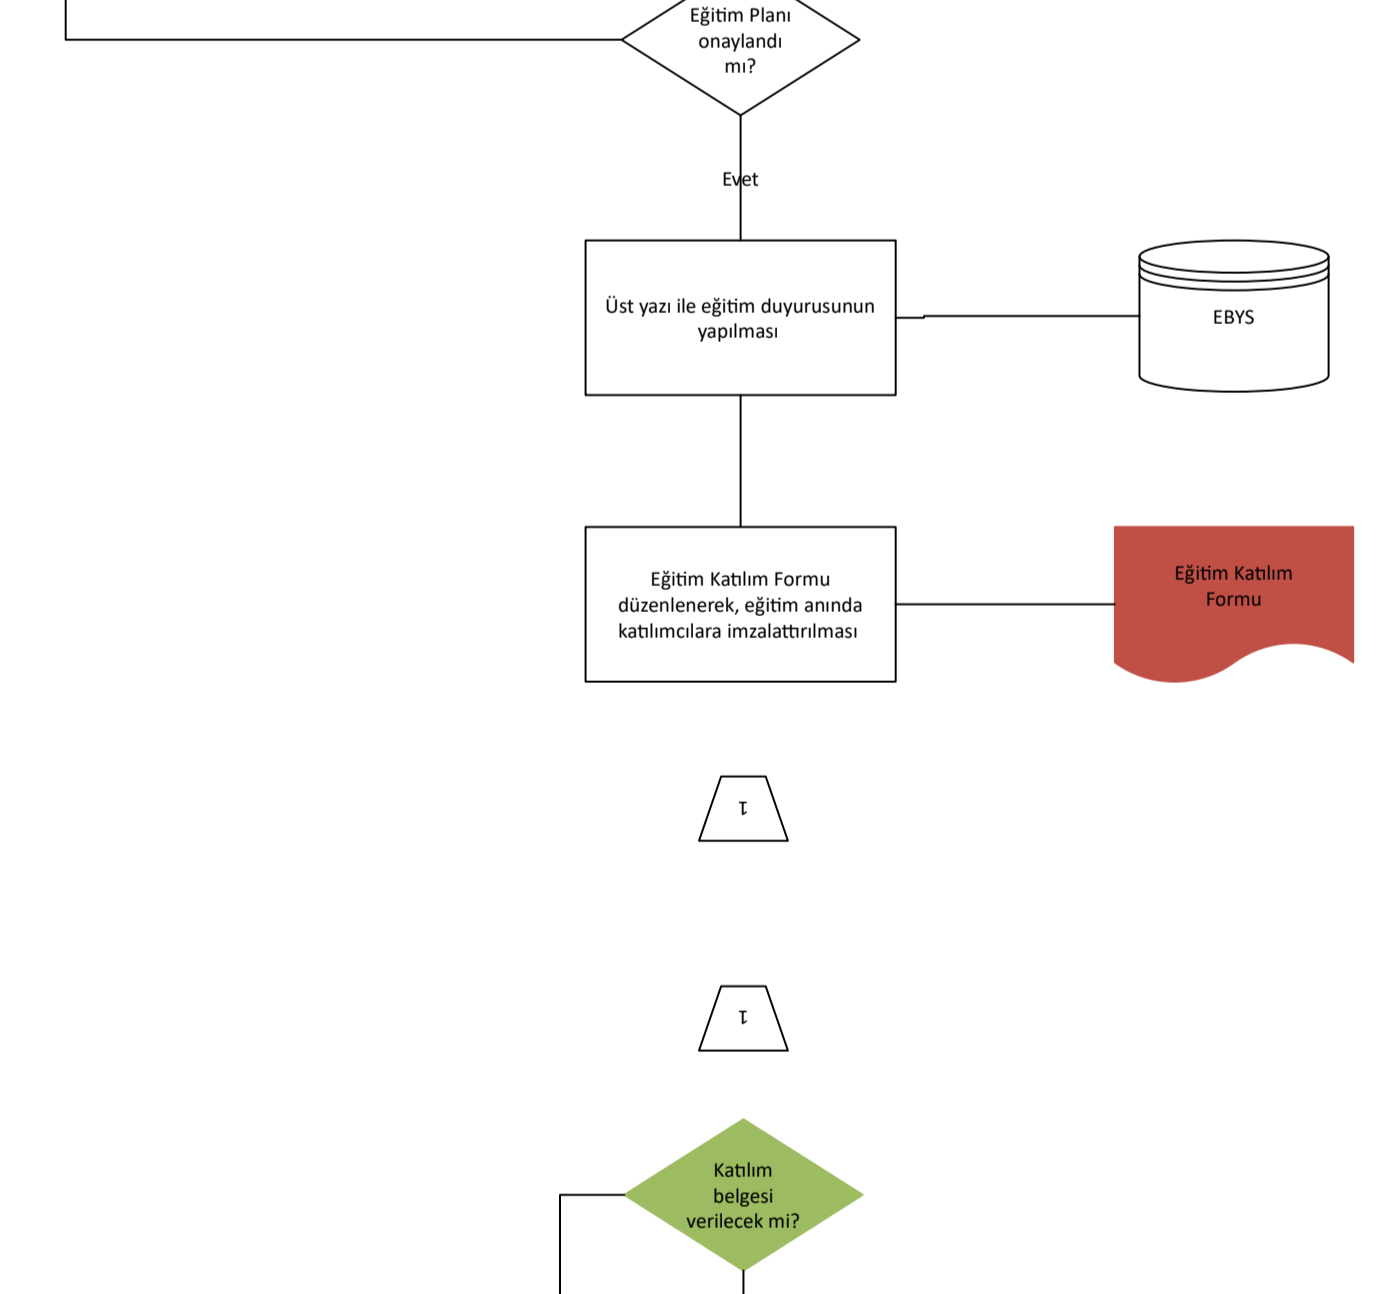 Eğitim Planı
onaylandı
mı?
Evet
Üst yazı ile eğitim duyurusunun
yapılması
EBYS
Eğitim Katılım Formu
düzenlenerek, eğitim anında
katılımcılara imzalattırılması
Eğitim Katılım
Formu
1
1
Katılım
belgesi
verilecek mi?